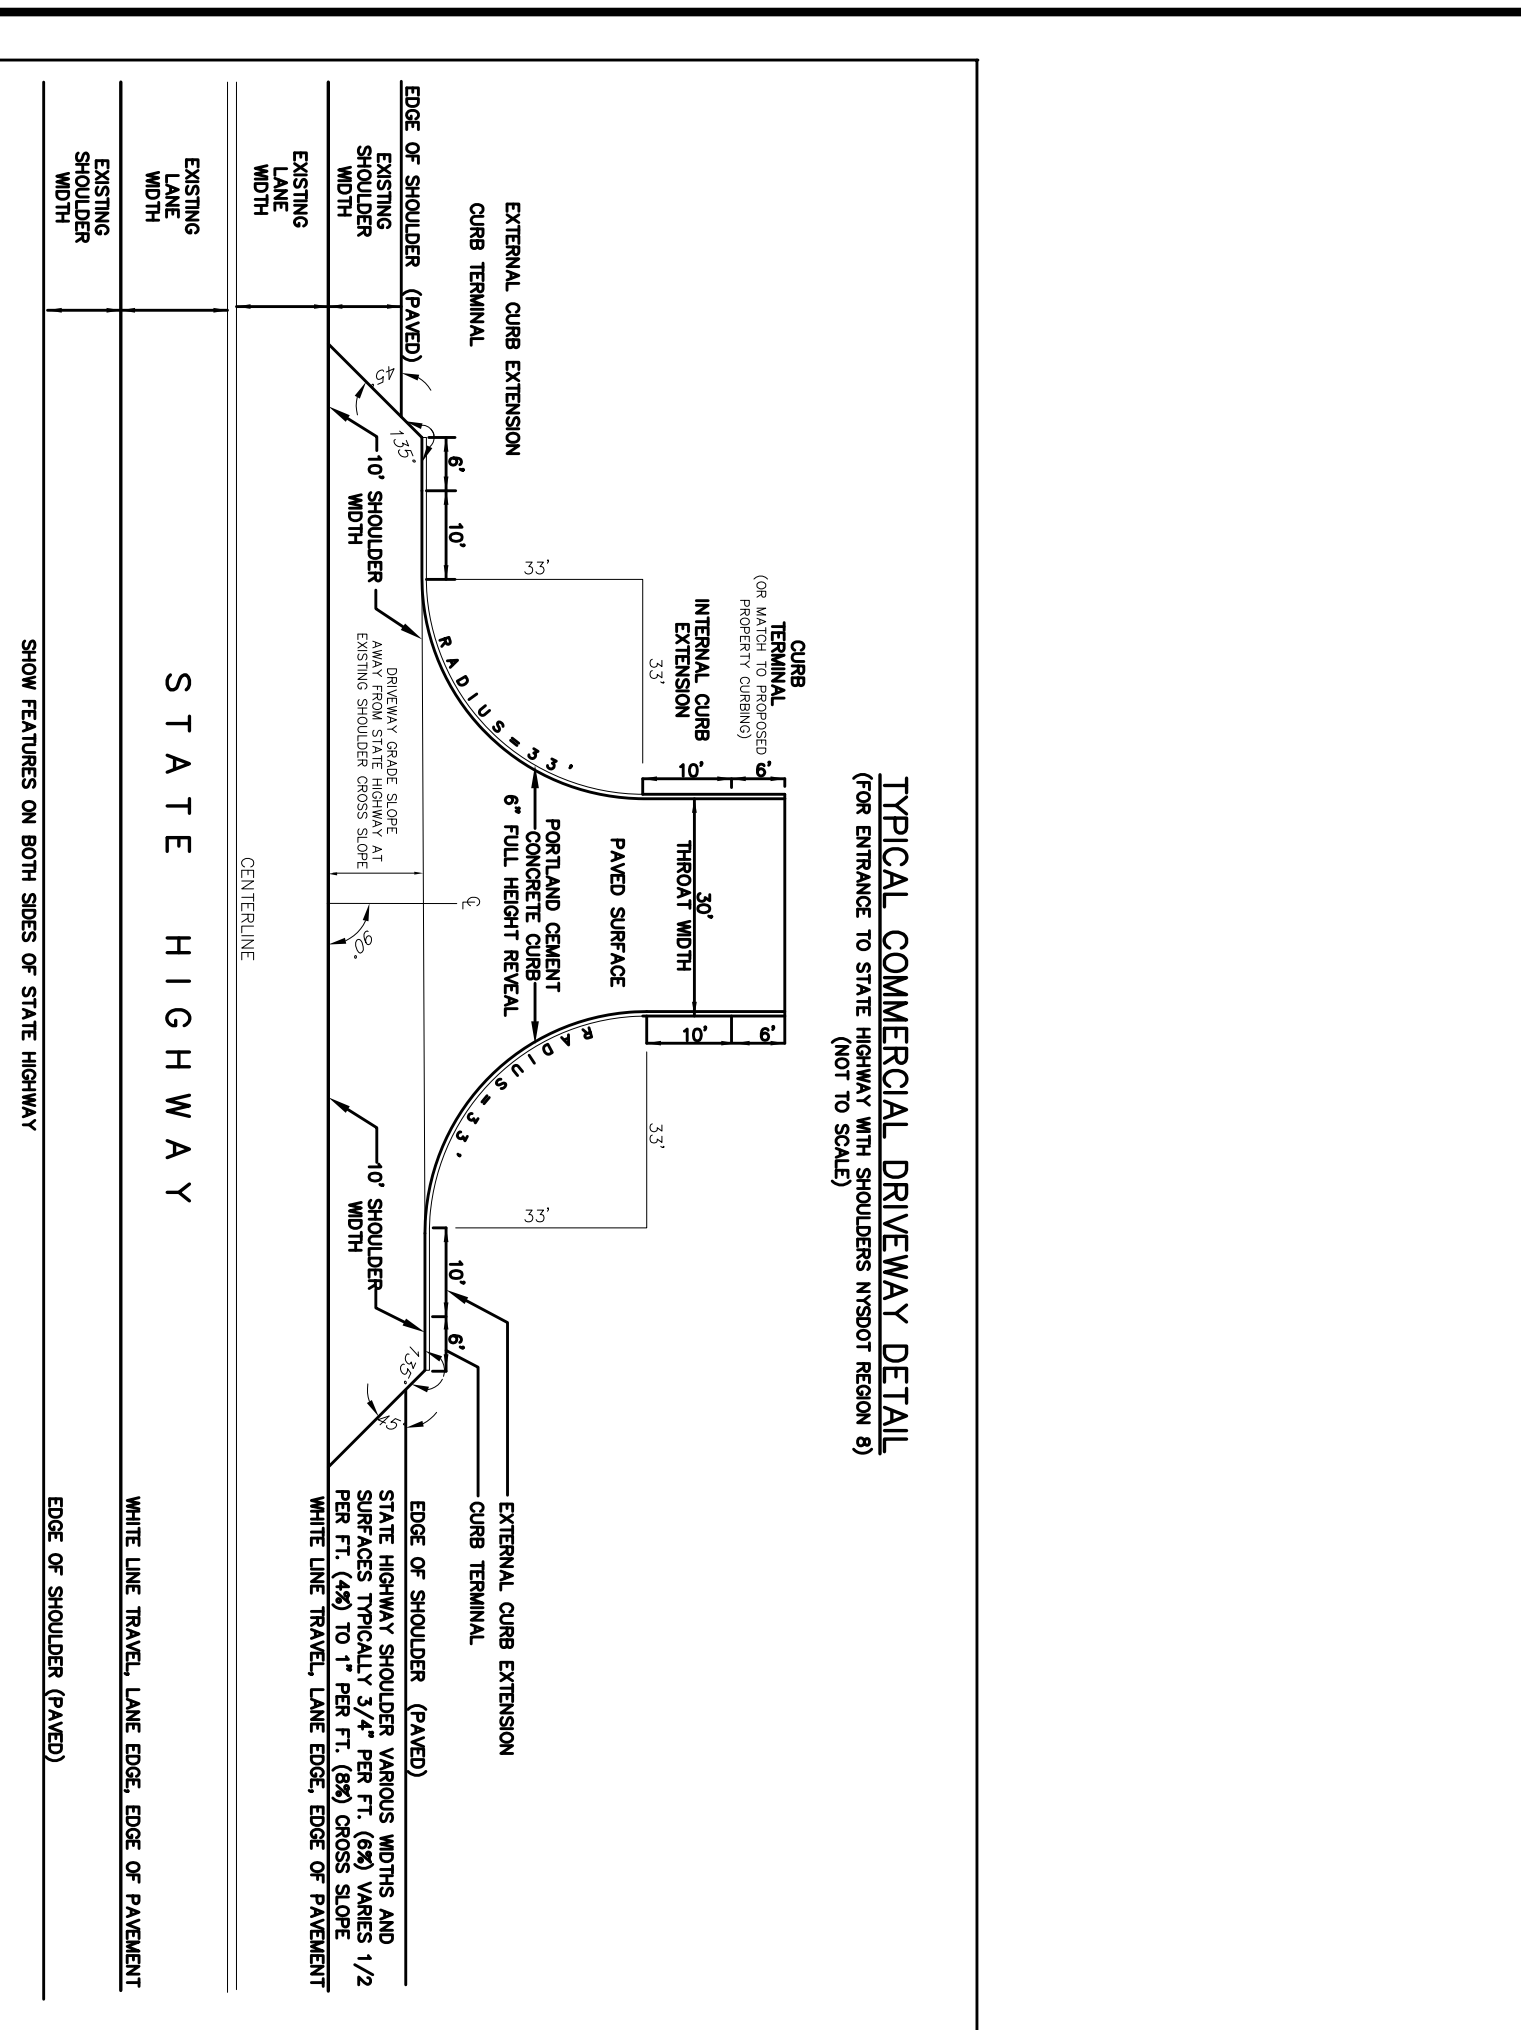 TYPICAL COMMERCIAL DRIVEWAY DETAIL
(FOR ENTRANCE TO STATE HIGHWAY WITH SHOULDERS NYSDOT REGION 8)
(NOT TO SCALE)
CURB
TERMINAL
(OR MATCH TO PROPOSED
PROPERTY CURBING)
INTERNAL CURB
EXTENSION
6'
10'
6'
10'
30'
THROAT WIDTH
PAVED SURFACE
33'
33'
33'
33'
RADIUS=33'
RADIUS=33'
PORTLAND CEMENT
CONCRETE CURB
6" FULL HEIGHT REVEAL
EXTERNAL CURB EXTENSION
CURB TERMINAL
6'
10'
10'
6'
EXTERNAL CURB EXTENSION
CURB TERMINAL
EDGE OF SHOULDER (PAVED)
45°
135°
135°
45°
EDGE OF SHOULDER (PAVED)
EXISTING
SHOULDER
WIDTH
10' SHOULDER
WIDTH
DRIVEWAY GRADE SLOPE
AWAY FROM STATE HIGHWAY AT
EXISTING SHOULDER CROSS SLOPE
℄
90°
10' SHOULDER
WIDTH
STATE HIGHWAY SHOULDER VARIOUS WIDTHS AND
SURFACES TYPICALLY 3/4" PER FT. (6%) VARIES 1/2
PER FT. (4%) TO 1" PER FT. (8%) CROSS SLOPE
WHITE LINE TRAVEL, LANE EDGE, EDGE OF PAVEMENT
EXISTING
LANE
WIDTH
CENTERLINE
EXISTING
LANE
WIDTH
STATE HIGHWAY
WHITE LINE TRAVEL, LANE EDGE, EDGE OF PAVEMENT
EXISTING
SHOULDER
WIDTH
EDGE OF SHOULDER (PAVED)
SHOW FEATURES ON BOTH SIDES OF STATE HIGHWAY